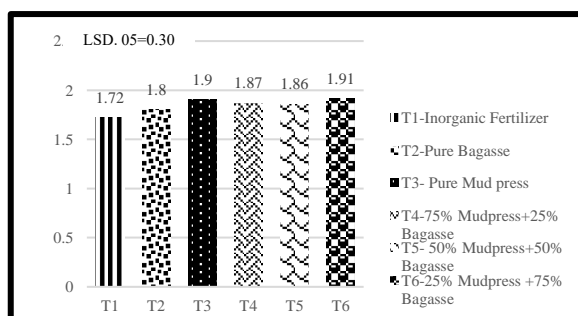 2.
LSD. 05=0.30
2
1.5
1
0.5
0
1.72
1.8
1.9
1.87
1.86
1.91
T1
T2
T3
T4
T5
T6
T1-Inorganic Fertilizer
T2-Pure Bagasse
T3- Pure Mud press
T4-75% Mudpress+25%
Bagasse
T5- 50% Mudpress+50%
Bagasse
T6-25% Mudpress +75%
Bagasse